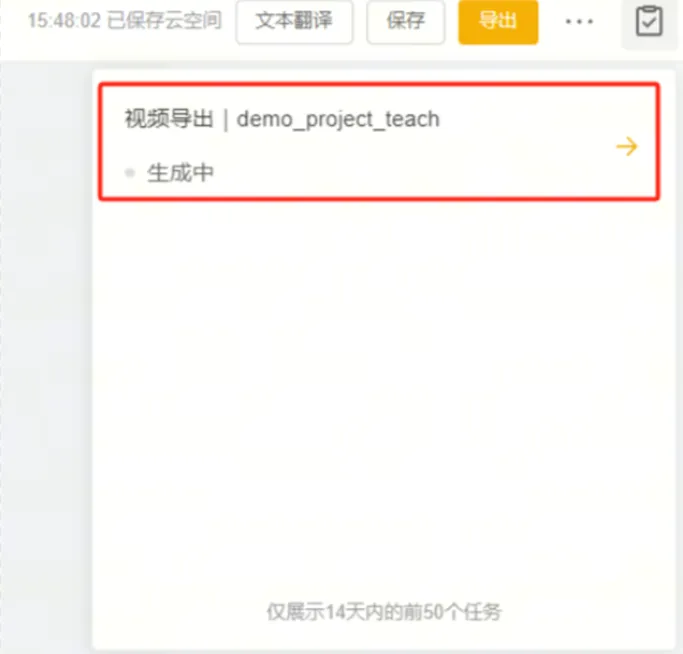 15:48:02 已保存云空间 文本翻译 保存 导出 ···
视频导出｜demo_project_teach
生成中
仅展示14天内的前50个任务